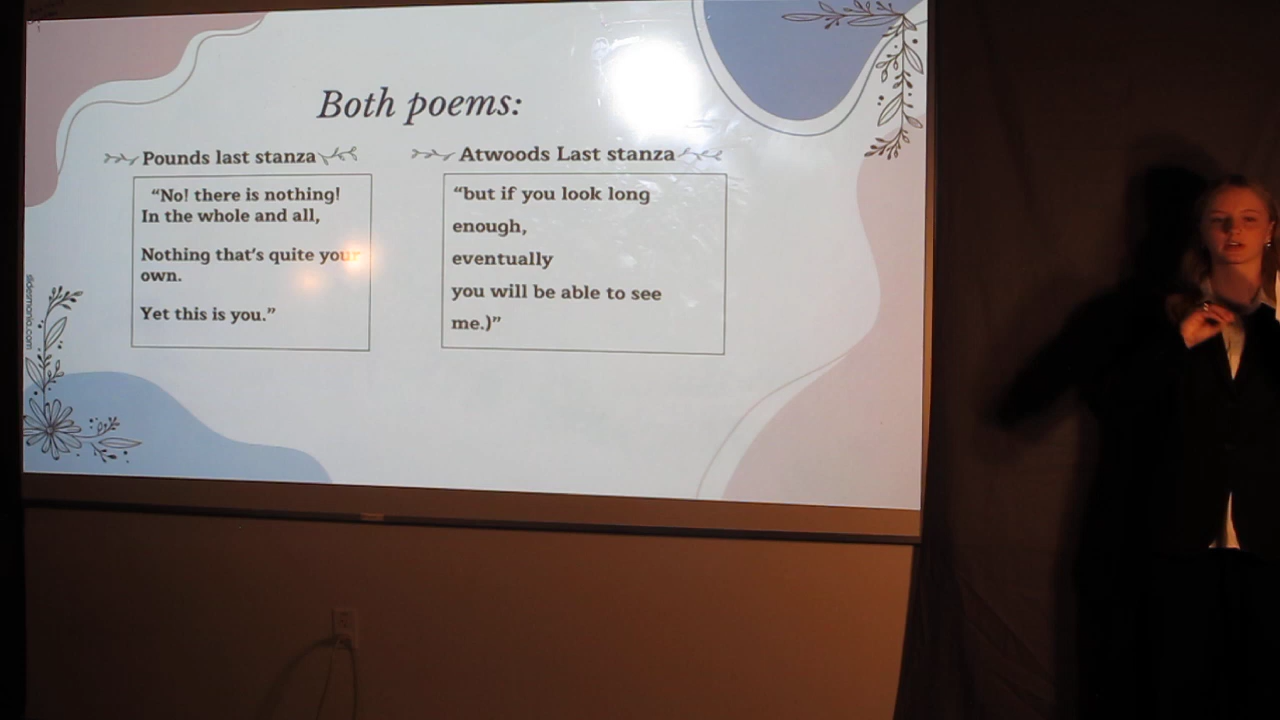 Both poems:
Pounds last stanza
“No! there is nothing!
In the whole and all,
Nothing that’s quite your
own.
Yet this is you.”
Atwoods Last stanza
“but if you look long
enough,
eventually
you will be able to see
me.)”
slidesmania.com